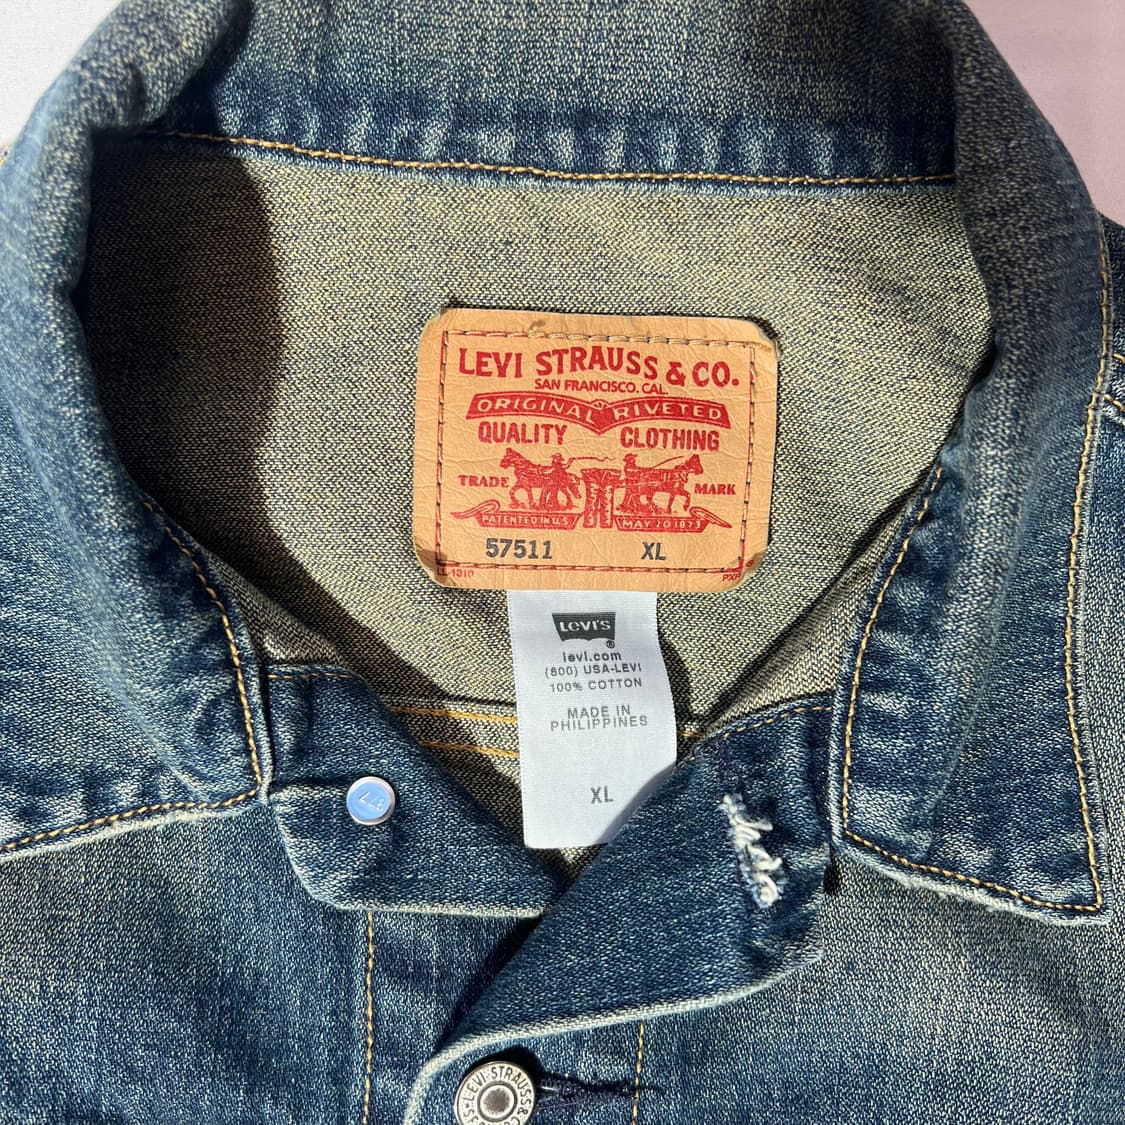 LEVI STRAUSS & CO.
SAN FRANCISCO. CAL
ORIGINAL RIVETED
QUALITY CLOTHING
TRADE MARK
PATENTED IN U.S MAY 20 1873
57511 XL
LEVI'S
®
levi.com
(800) USA-LEVI
100% COTTON
MADE IN
PHILIPPINES
XL
LEVI STRAUSS &